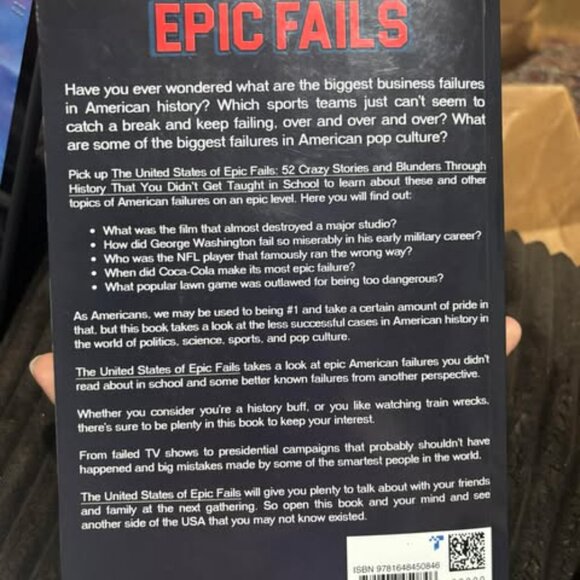 EPIC FAILS
Have you ever wondered what are the biggest business failures
in American history? Which sports teams just can't seem to
catch a break and keep failing, over and over and over? What
are some of the biggest failures in American pop culture?
Pick up The United States of Epic Fails: 52 Crazy Stories and Blunders Through
History That You Didn't Get Taught in School to learn about these and other
topics of American failures on an epic level. Here you will find out:
• What was the film that almost destroyed a major studio?
• How did George Washington fail so miserably in his early military career?
• Who was the NFL player that famously ran the wrong way?
• When did Coca-Cola make its most epic failure?
• What popular lawn game was outlawed for being too dangerous?
As Americans, we may be used to being #1 and take a certain amount of pride in
that, but this book takes a look at the less successful cases in American history in
the world of politics, science, sports, and pop culture.
The United States of Epic Fails takes a look at epic American failures you didn't
read about in school and some better known failures from another perspective.
Whether you consider you're a history buff, or you like watching train wrecks,
there's sure to be plenty in this book to keep your interest.
From failed TV shows to presidential campaigns that probably shouldn't have
happened and big mistakes made by some of the smartest people in the world.
The United States of Epic Fails will give you plenty to talk about with your friends
and family at the next gathering. So open this book and your mind and see
another side of the USA that you may not know existed.
ISBN 9781648450846